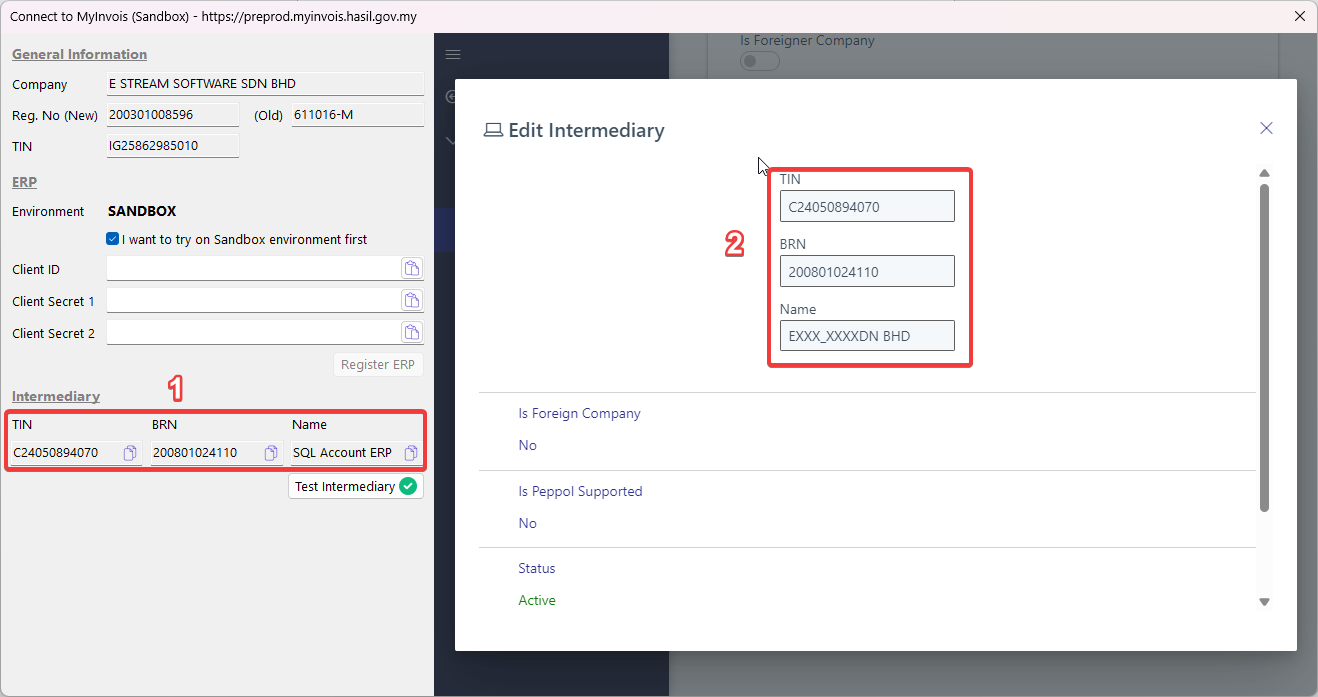 Connect to MyInvois (Sandbox) - https://preprod.myinvois.hasil.gov.my
General Information
Company E STREAM SOFTWARE SDN BHD
Reg. No (New) 200301008596 (Old) 611016-M
TIN IG25862985010
ERP
Environment SANDBOX
I want to try on Sandbox environment first
Client ID
Client Secret 1
Client Secret 2
Register ERP
1
Intermediary
TIN BRN Name
C24050894070 200801024110 SQL Account ERP
Test Intermediary
Is Foreigner Company
Edit Intermediary
2
TIN
C24050894070
BRN
200801024110
Name
EXXX_XXXXDN BHD
Is Foreign Company
No
Is Peppol Supported
No
Status
Active